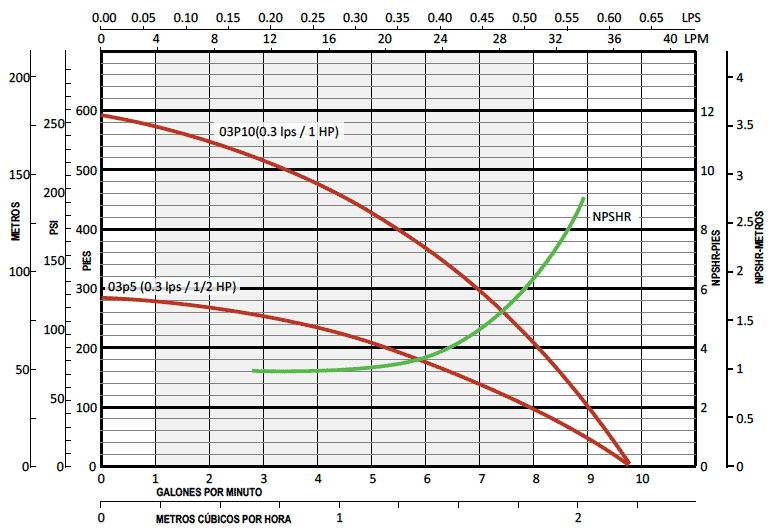 0.00 0.05 0.10 0.15 0.20 0.25 0.30 0.35 0.40 0.45 0.50 0.55 0.60 0.65 LPS
0 4 8 12 16 20 24 28 32 36 40 LPM
200
150
100
50
0
METROS
250
200
150
100
50
0
PSI
600
500
400
300
200
100
0
PIES
03P10(0.3 lps / 1 HP)
03p5 (0.3 lps / 1/2 HP)
NPSHR
12
10
8
6
4
2
0
NPSHR-PIES
4
3.5
3
2.5
2
1.5
1
0.5
0
NPSHR-METROS
0 1 2 3 4 5 6 7 8 9 10
GALONES POR MINUTO
0 1 2
METROS CÚBICOS POR HORA